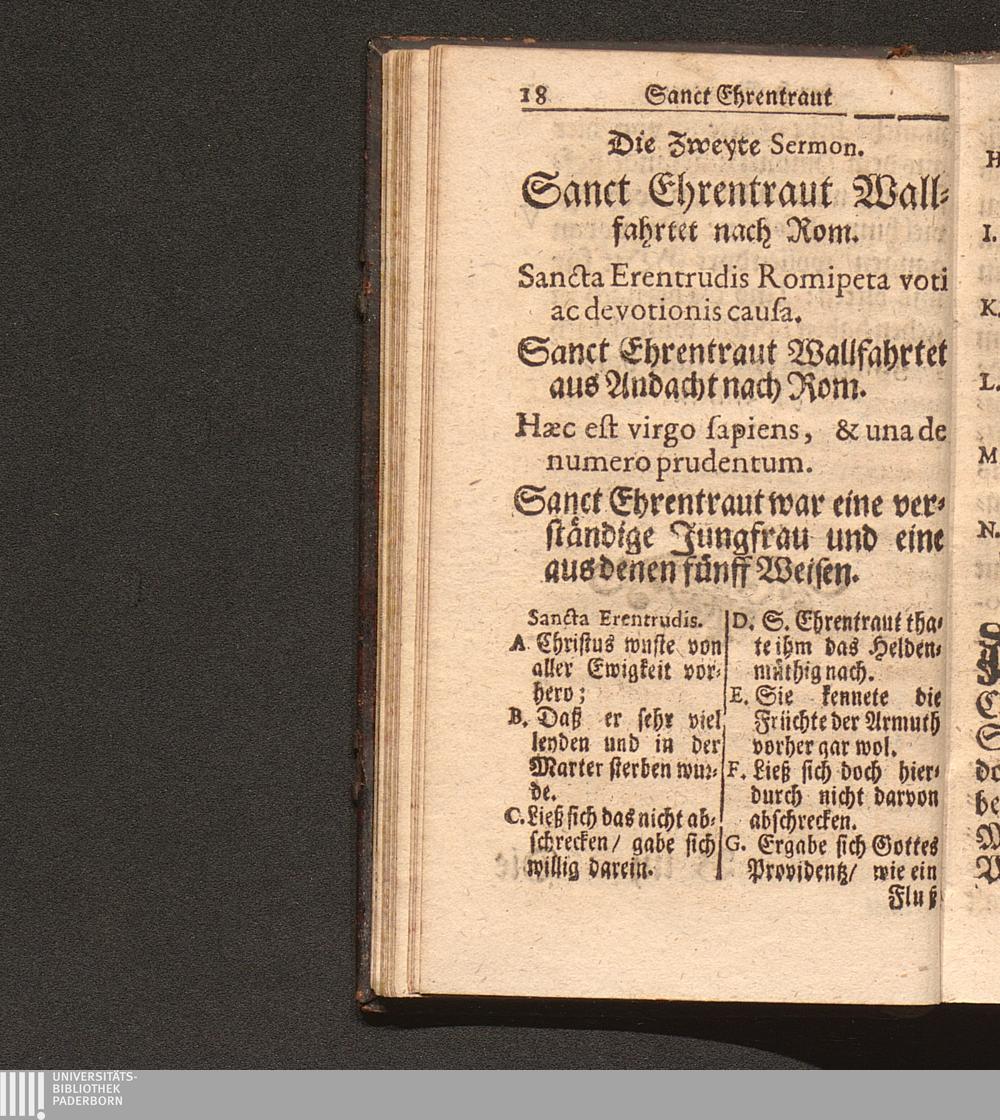 18 Sanct Ehrentraut
Die Zweyte Sermon.
Sanct Ehrentraut Wall-
fahrtet nach Rom.
Sancta Erentrudis Romipeta voti
ac devotionis causa.
Sanct Ehrentraut Wallfahrtet
aus Andacht nach Rom.
Hæc est virgo sapiens, & una de
numero prudentum.
Sanct Ehrentraut war eine ver-
ständige Jungfrau und eine
aus denen fünff Weisen.
Sancta Erentrudis.
A Christus wuste von
aller Ewigkeit vor-
hero;
B. Daß er sehr viel
leyden und in der
Marter sterben wur-
de.
C. Ließ sich das nicht ab-
schrecken / gabe sich
willig darein.
D. S. Ehrentraut tha-
te ihm das Helden-
müthig nach.
E. Sie kennete die
Früchte der Armuth
vorher gar wol.
F. Ließ sich doch hier-
durch nicht darvon
abschrecken.
G. Ergabe sich Gottes
Providentz / wie ein
Fluß
H
I.
K.
L.
M
N.
UNIVERSITÄTS-
BIBLIOTHEK
PADERBORN